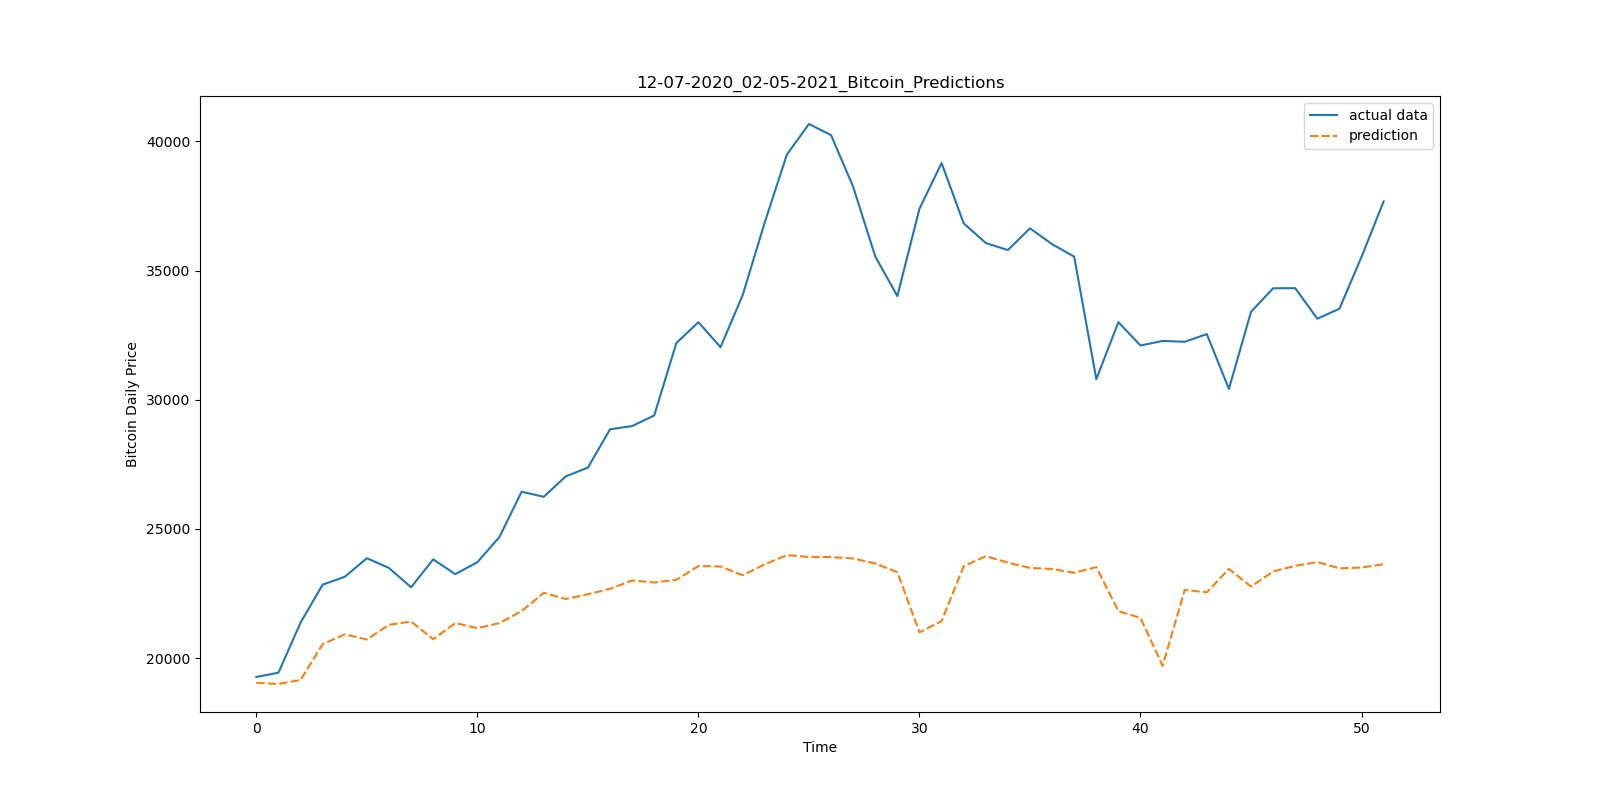 12-07-2020_02-05-2021_Bitcoin_Predictions
actual data
prediction
40000
35000
30000
25000
20000
Bitcoin Daily Price
0 10 20 30 40 50
Time